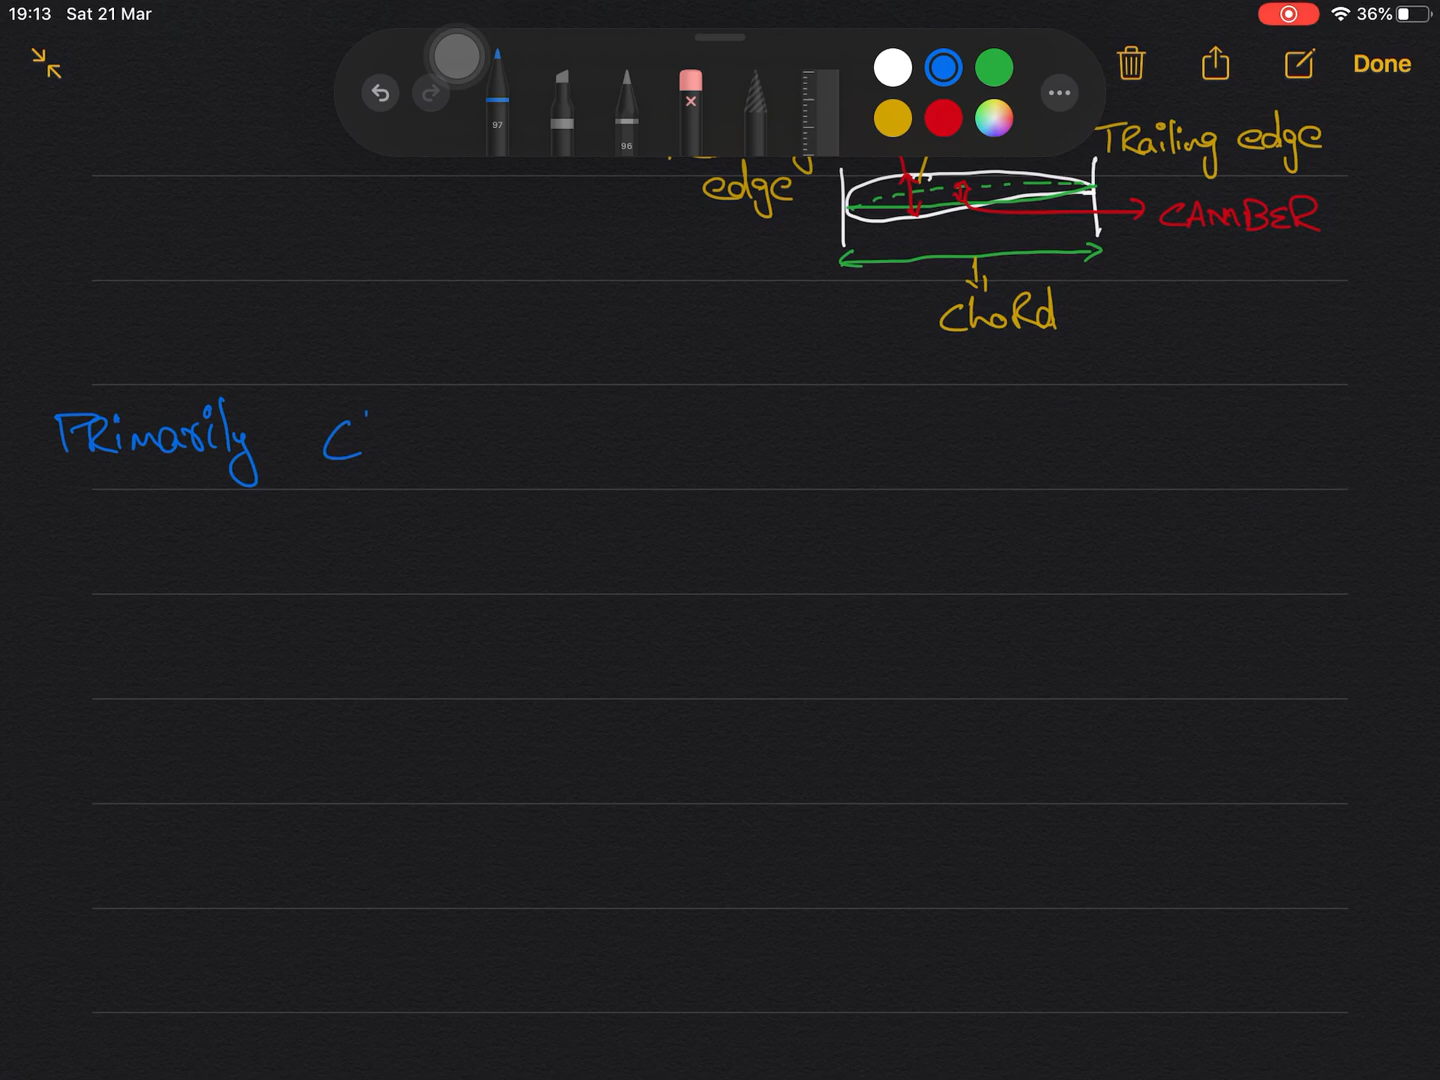 19:13 Sat 21 Mar 36%
Done
97
96
Trailing edge
edge
CAMBER
Chord
Primarily C